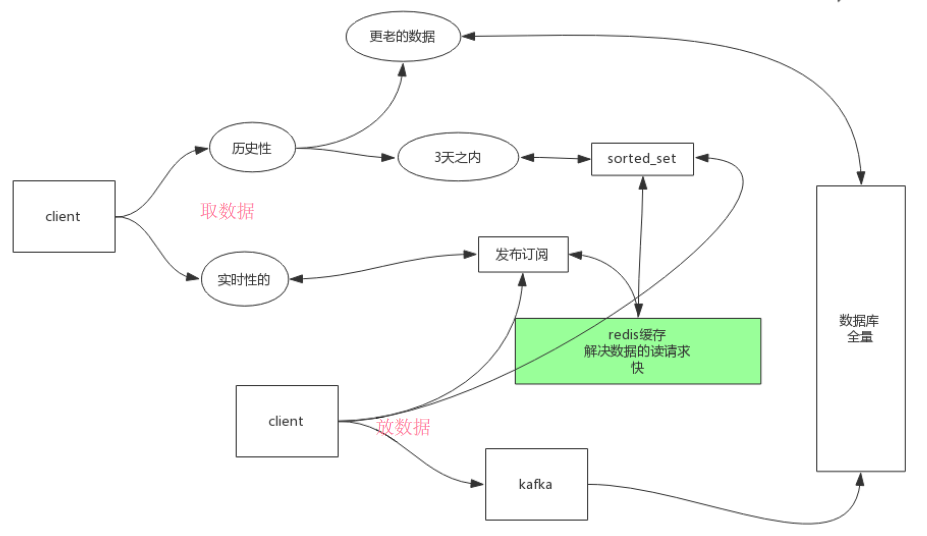 更老的数据
历史性
3天之内
sorted_set
client
取数据
发布订阅
实时性的
数据库
全量
redis缓存
解决数据的读请求
快
client
放数据
kafka